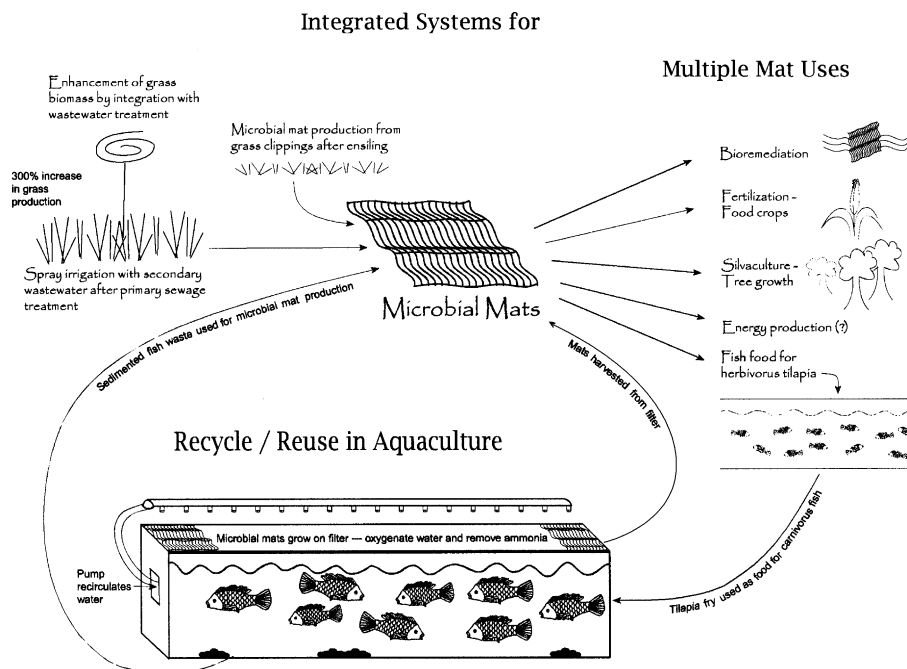 Integrated Systems for
Multiple Mat Uses
Enhancement of grass
biomass by integration with
wastewater treatment
300% increase
in grass
production
Spray irrigation with secondary
wastewater after primary sewage
treatment
Microbial mat production from
grass clippings after ensiling
Microbial Mats
Bioremediation
Fertilization -
Food crops
Silvaculture -
Tree growth
Energy production (?)
Fish food for
herbivorus tilapia
Sedimented fish waste used for microbial mat production
Mats harvested from filter
Recycle / Reuse in Aquaculture
Microbial mats grow on filter — oxygenate water and remove ammonia
Pump
recirculates
water
Tilapia fry used as food for carnivorus fish